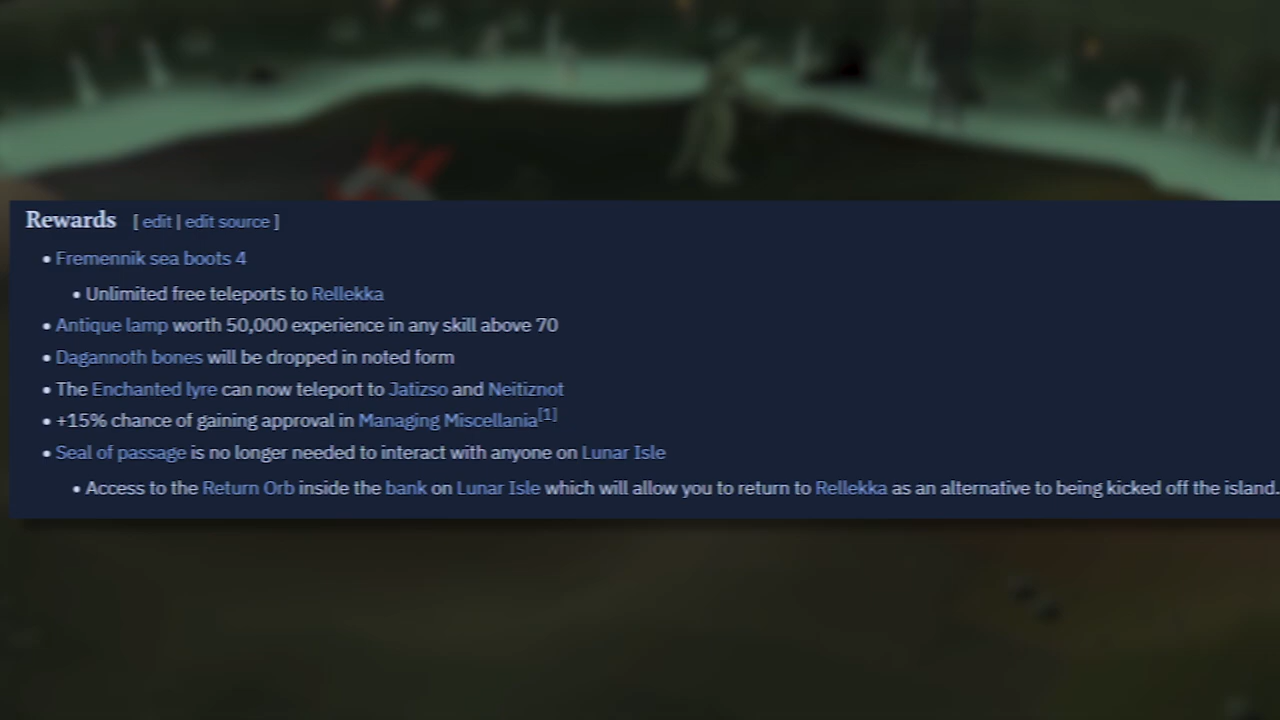 Rewards [ edit | edit source ]
• Fremennik sea boots 4
• Unlimited free teleports to Rellekka
• Antique lamp worth 50,000 experience in any skill above 70
• Dagannoth bones will be dropped in noted form
• The Enchanted lyre can now teleport to Jatizso and Neitiznot
• +15% chance of gaining approval in Managing Miscellania[1]
• Seal of passage is no longer needed to interact with anyone on Lunar Isle
• Access to the Return Orb inside the bank on Lunar Isle which will allow you to return to Rellekka as an alternative to being kicked off the island.